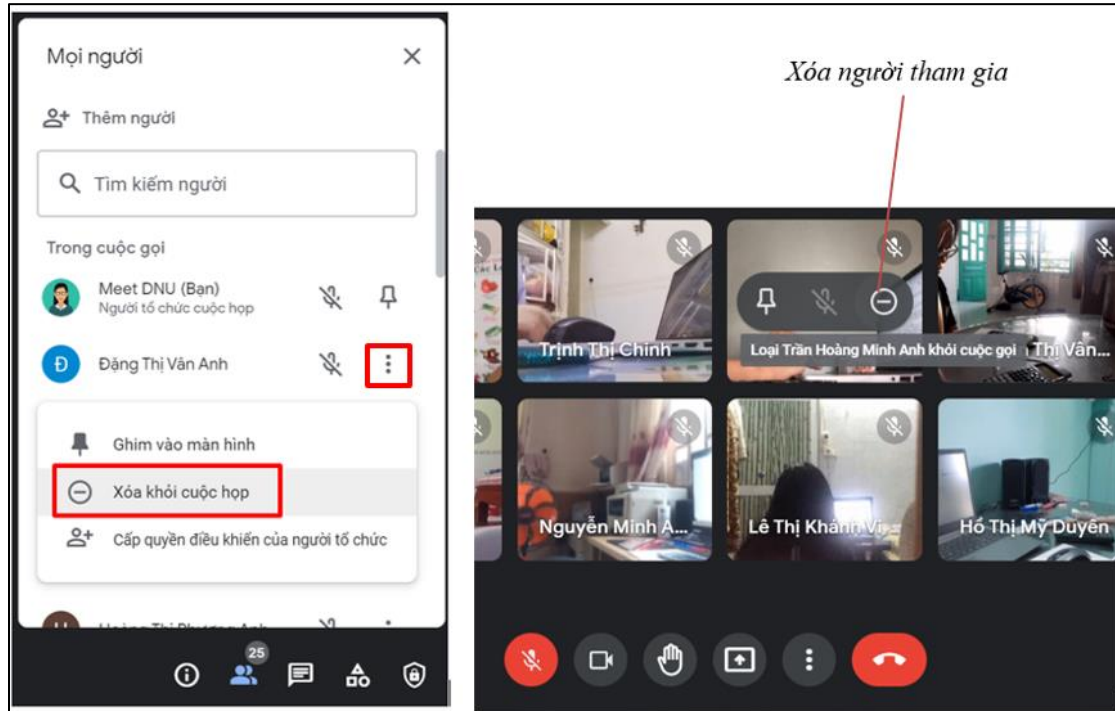 Mọi người
Thêm người
Tìm kiếm người
Trong cuộc gọi
Meet DNU (Bạn)
Người tổ chức cuộc họp
Đ
Đặng Thị Vân Anh
Ghim vào màn hình
Xóa khỏi cuộc họp
Cấp quyền điều khiển của người tổ chức
25
Xóa người tham gia
Trịnh Thị Chinh
Loại Trần Hoàng Minh Anh khỏi cuộc gọi
Thị Vân...
Nguyễn Minh A...
Lê Thị Khánh Vi
Hồ Thị Mỹ Duyên